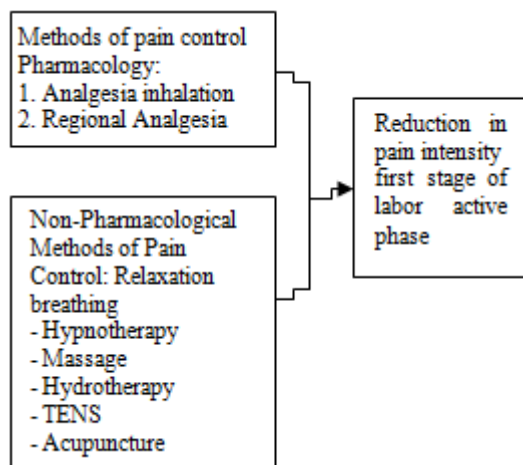 Methods of pain control
Pharmacology:
1. Analgesia inhalation
2. Regional Analgesia
Non-Pharmacological
Methods of Pain
Control: Relaxation
breathing
- Hypnotherapy
- Massage
- Hydrotherapy
- TENS
- Acupuncture
Reduction in
pain intensity
first stage of
labor active
phase